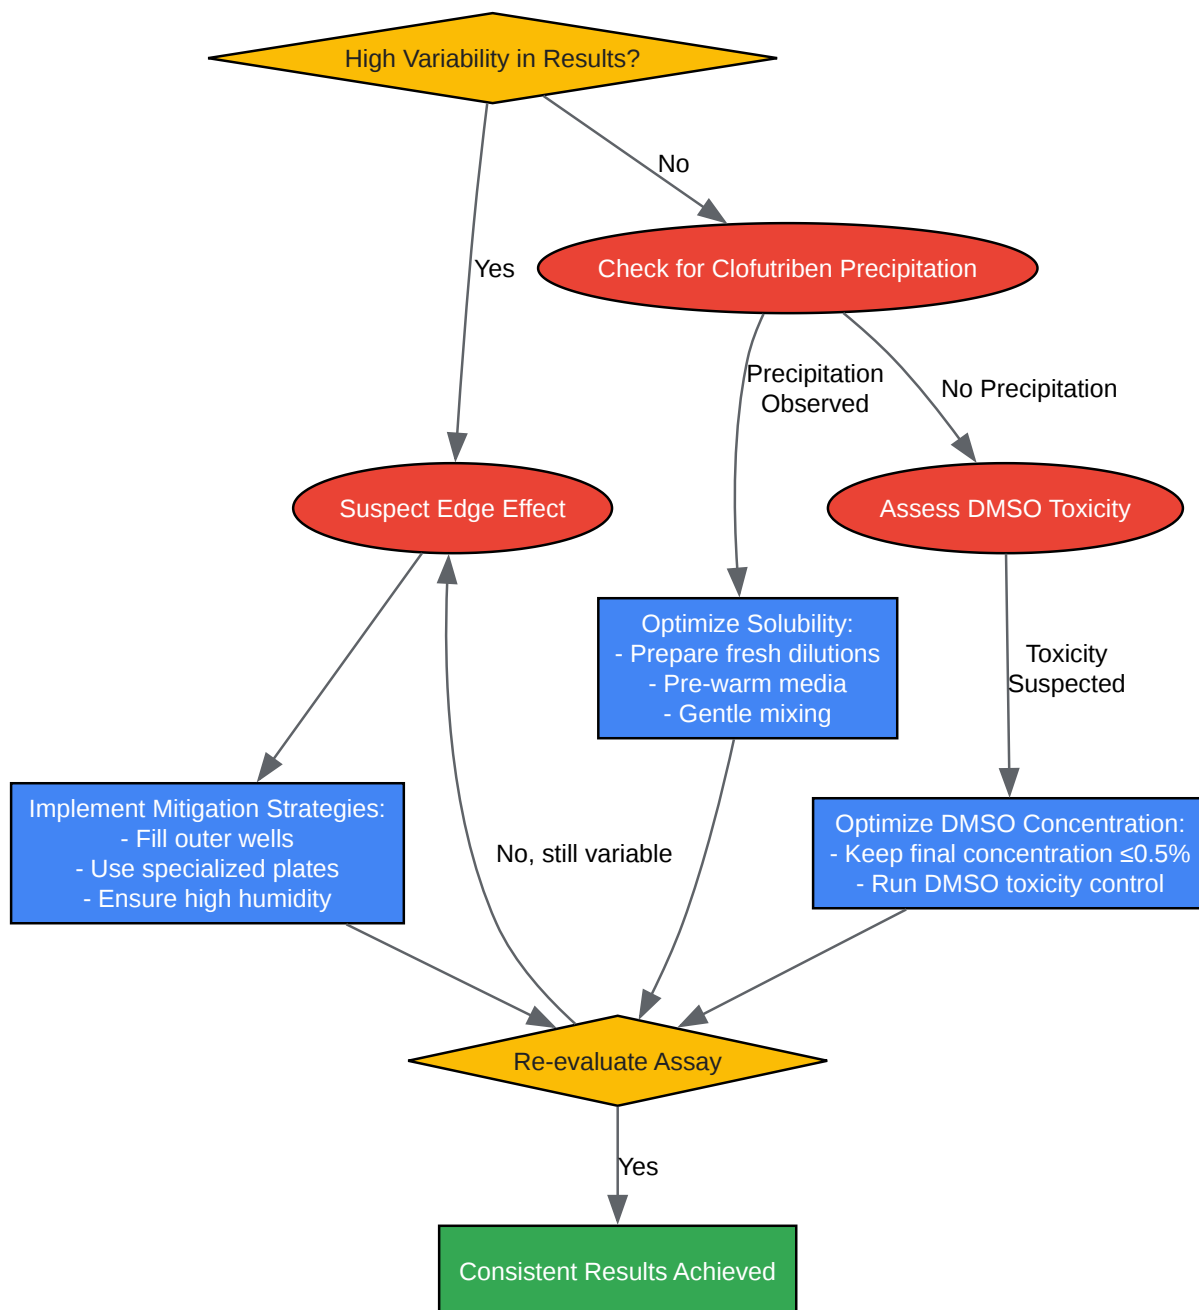 High Variability in Results?
No
Yes
Check for Clofutriben Precipitation
Precipitation
Observed
No Precipitation
Suspect Edge Effect
Assess DMSO Toxicity
Optimize Solubility:
- Prepare fresh dilutions
- Pre-warm media
- Gentle mixing
Toxicity
Suspected
Implement Mitigation Strategies:
- Fill outer wells
- Use specialized plates
- Ensure high humidity
No, still variable
Optimize DMSO Concentration:
- Keep final concentration ≤0.5%
- Run DMSO toxicity control
Re-evaluate Assay
Yes
Consistent Results Achieved